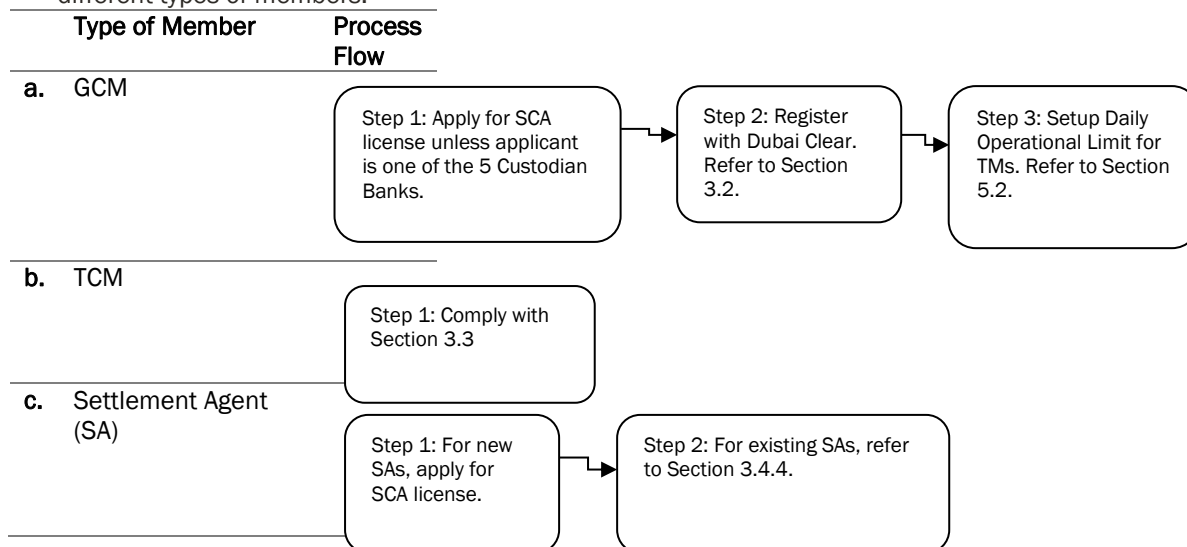 different types of members.
Type of Member
Process
Flow
a.
GCM
Step 1: Apply for SCA
license unless applicant
is one of the 5 Custodian
Banks.
Step 2: Register
with Dubai Clear.
Refer to Section
3.2.
Step 3: Setup Daily
Operational Limit for
TMs. Refer to Section
5.2.
b.
TCM
Step 1: Comply with
Section 3.3
c.
Settlement Agent
(SA)
Step 1: For new
SAs, apply for
SCA license.
Step 2: For existing SAs, refer
to Section 3.4.4.